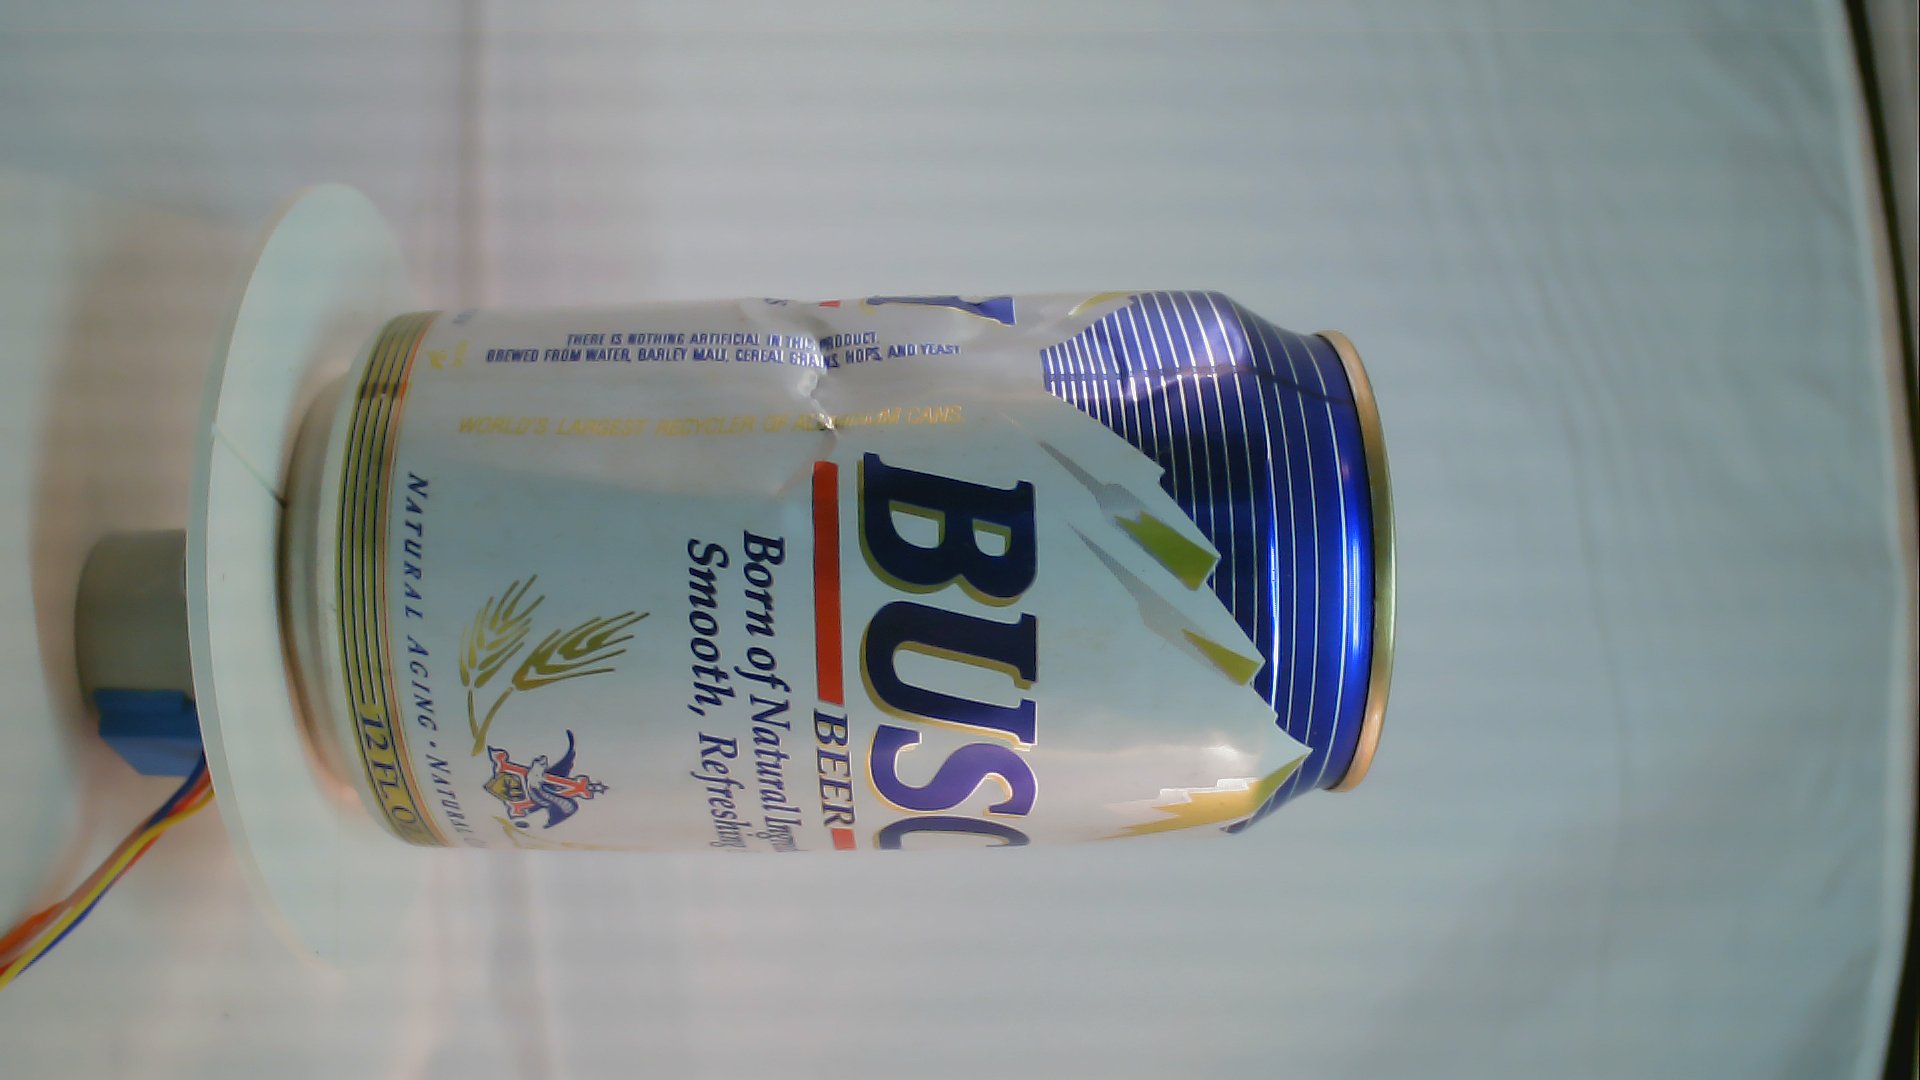 BUSC
BEER
Born of Natural
Smooth, Refreshing
NATURAL AGING • NATURAL
12 FL. OZ
WORLD'S LARGEST RECYCLER OF ALUMINUM CANS.
THERE IS NOTHING ARTIFICIAL IN THIS PRODUCT.
BREWED FROM WATER, BARLEY MALT, CEREAL GRAINS, HOPS, AND YEAST